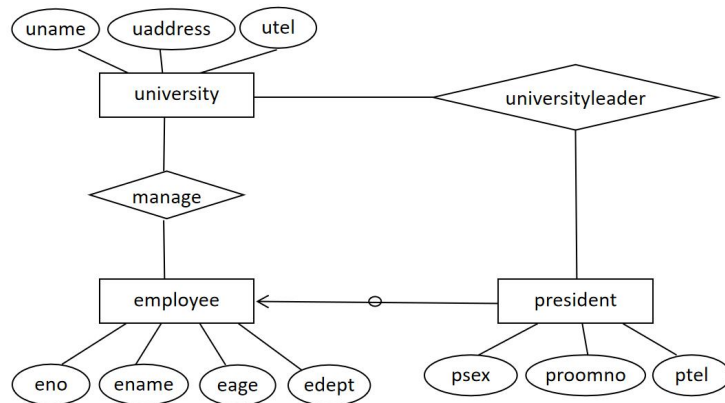 uname
uaddress
utel
university
universityleader
manage
employee
president
eno
ename
eage
edept
psex
proomno
ptel